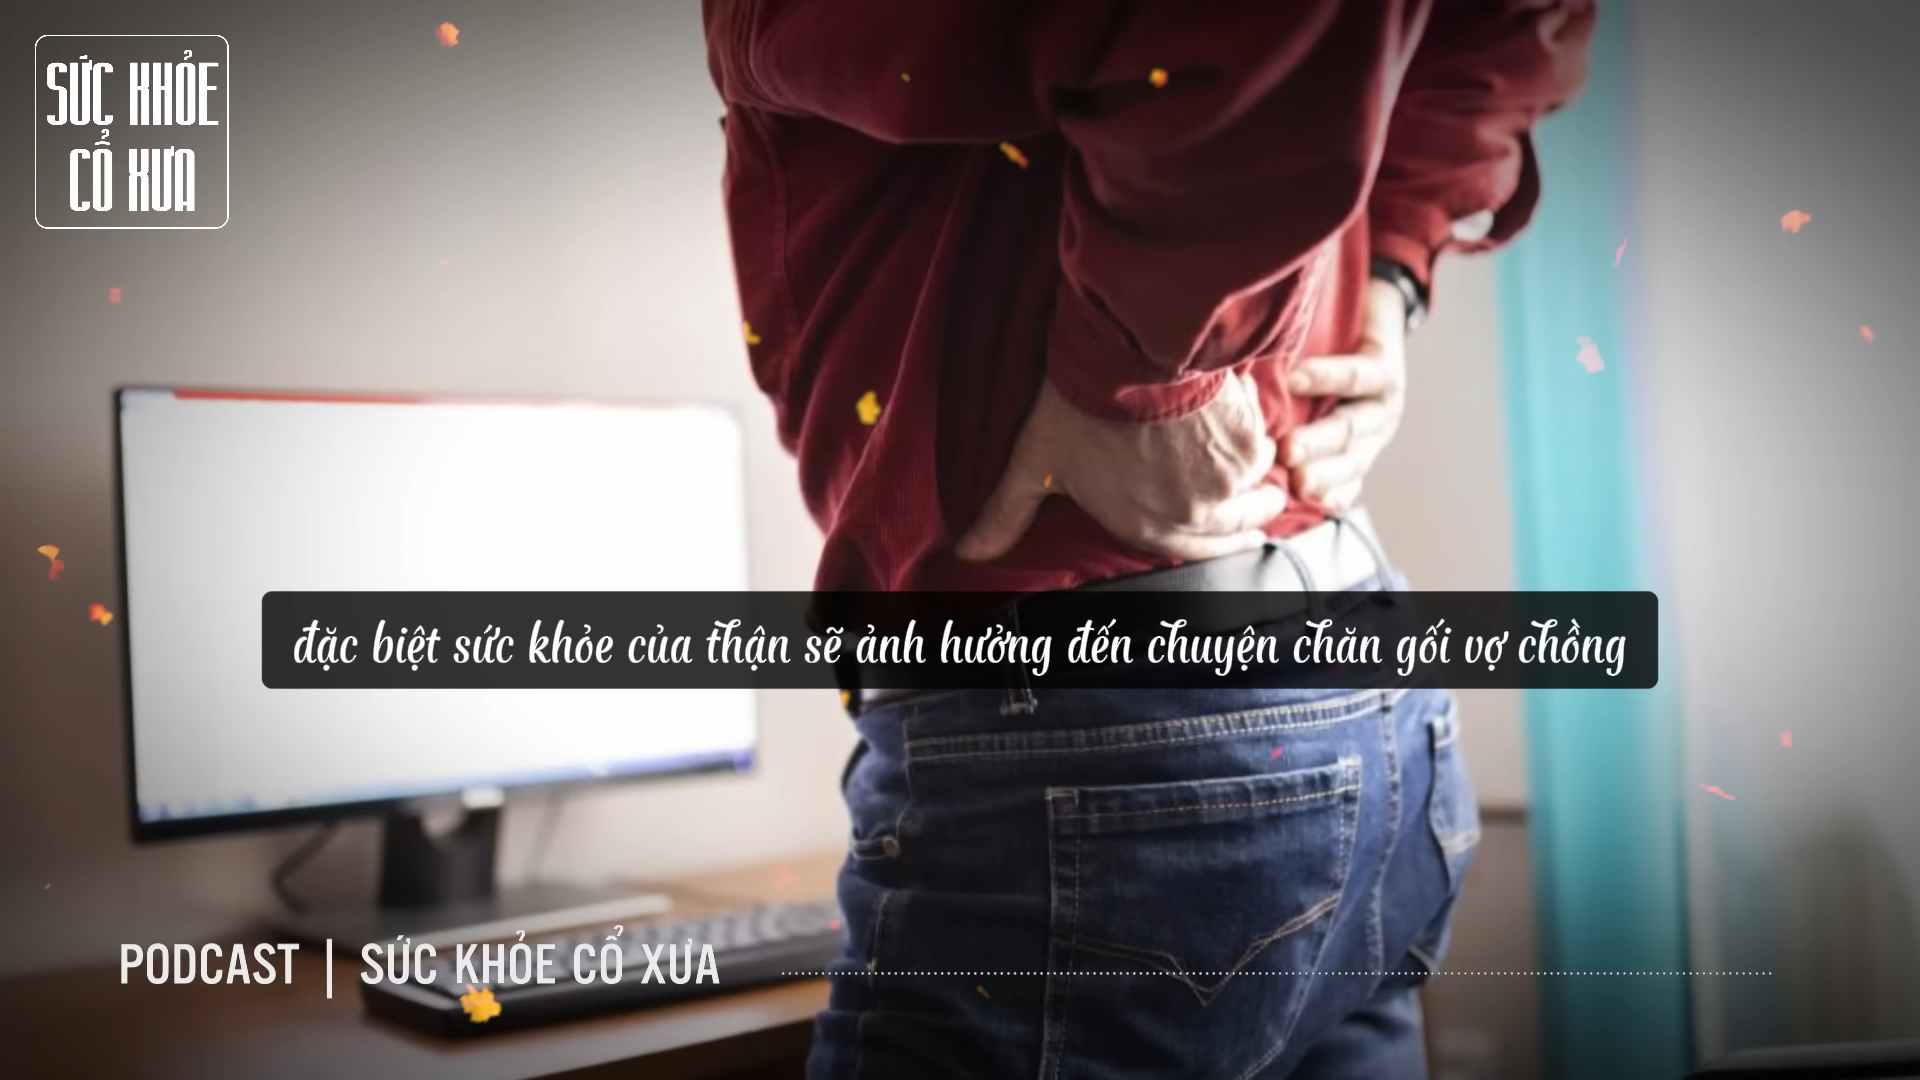 SỨC KHỎE
CỔ XƯA
đặc biệt sức khỏe của thận sẽ ảnh hưởng đến chuyện chăn gối vợ chồng
PODCAST | SỨC KHỎE CỔ XƯA